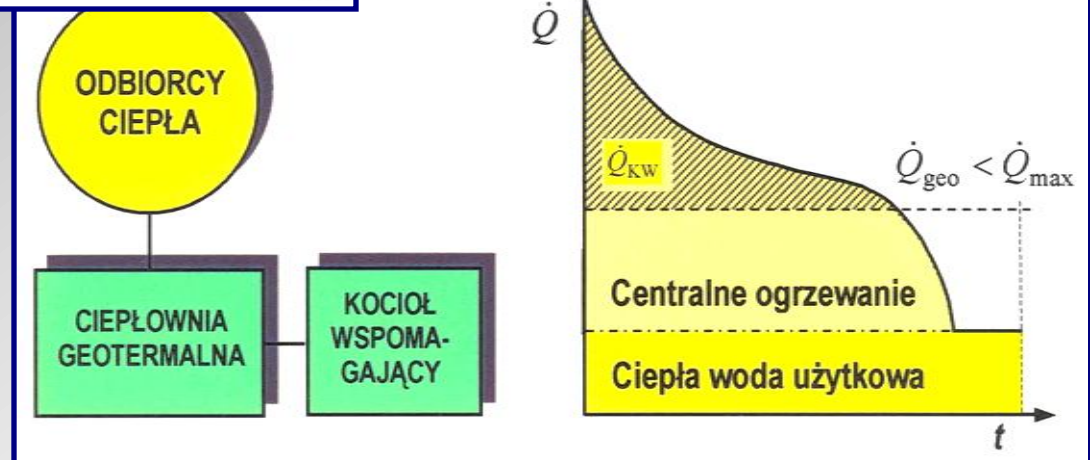 ODBIORCY
CIEPŁA
CIEPŁOWNIA
GEOTERMALNA
KOCIOŁ
WSPOMA-
GAJĄCY
Q̇
Q̇KW
Q̇geo < Q̇max
Centralne ogrzewanie
Ciepła woda użytkowa
t